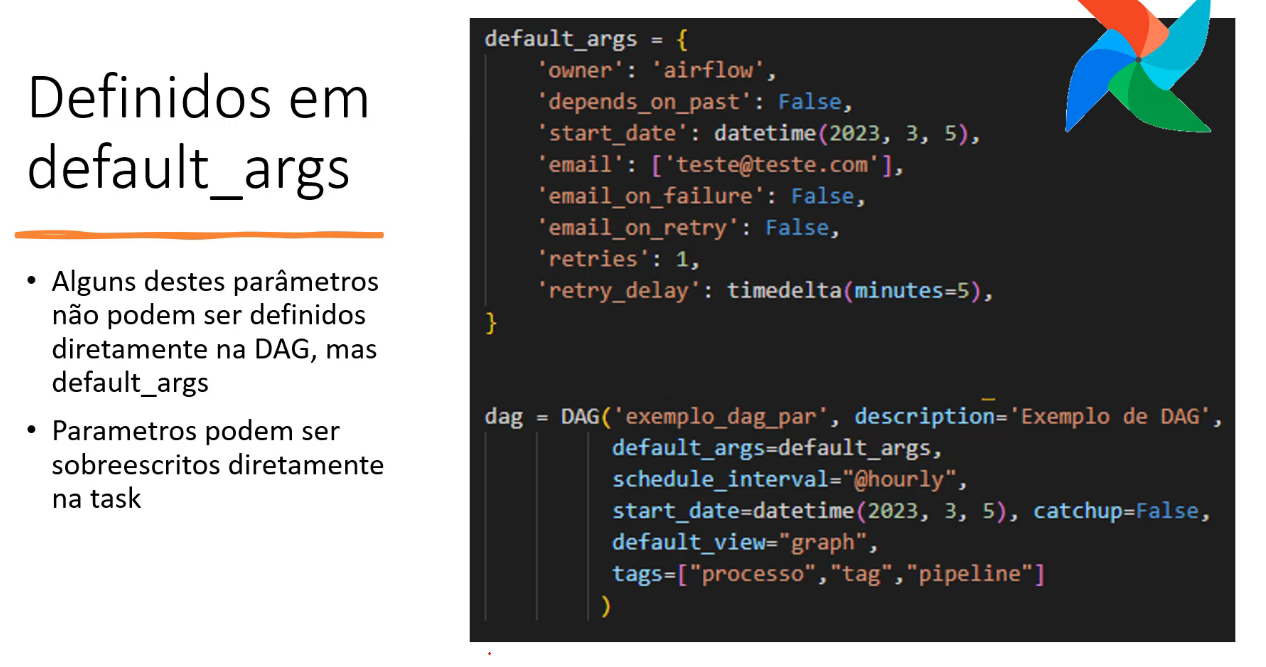 Definidos em
default_args
• Alguns destes parâmetros
não podem ser definidos
diretamente na DAG, mas
default_args
• Parametros podem ser
sobreescritos diretamente
na task
default_args = {
    'owner': 'airflow',
    'depends_on_past': False,
    'start_date': datetime(2023, 3, 5),
    'email': ['teste@teste.com'],
    'email_on_failure': False,
    'email_on_retry': False,
    'retries': 1,
    'retry_delay': timedelta(minutes=5),
}
dag = DAG('exemplo_dag_par', description='Exemplo de DAG',
          default_args=default_args,
          schedule_interval="@hourly",
          start_date=datetime(2023, 3, 5), catchup=False,
          default_view="graph",
          tags=["processo","tag","pipeline"]
         )